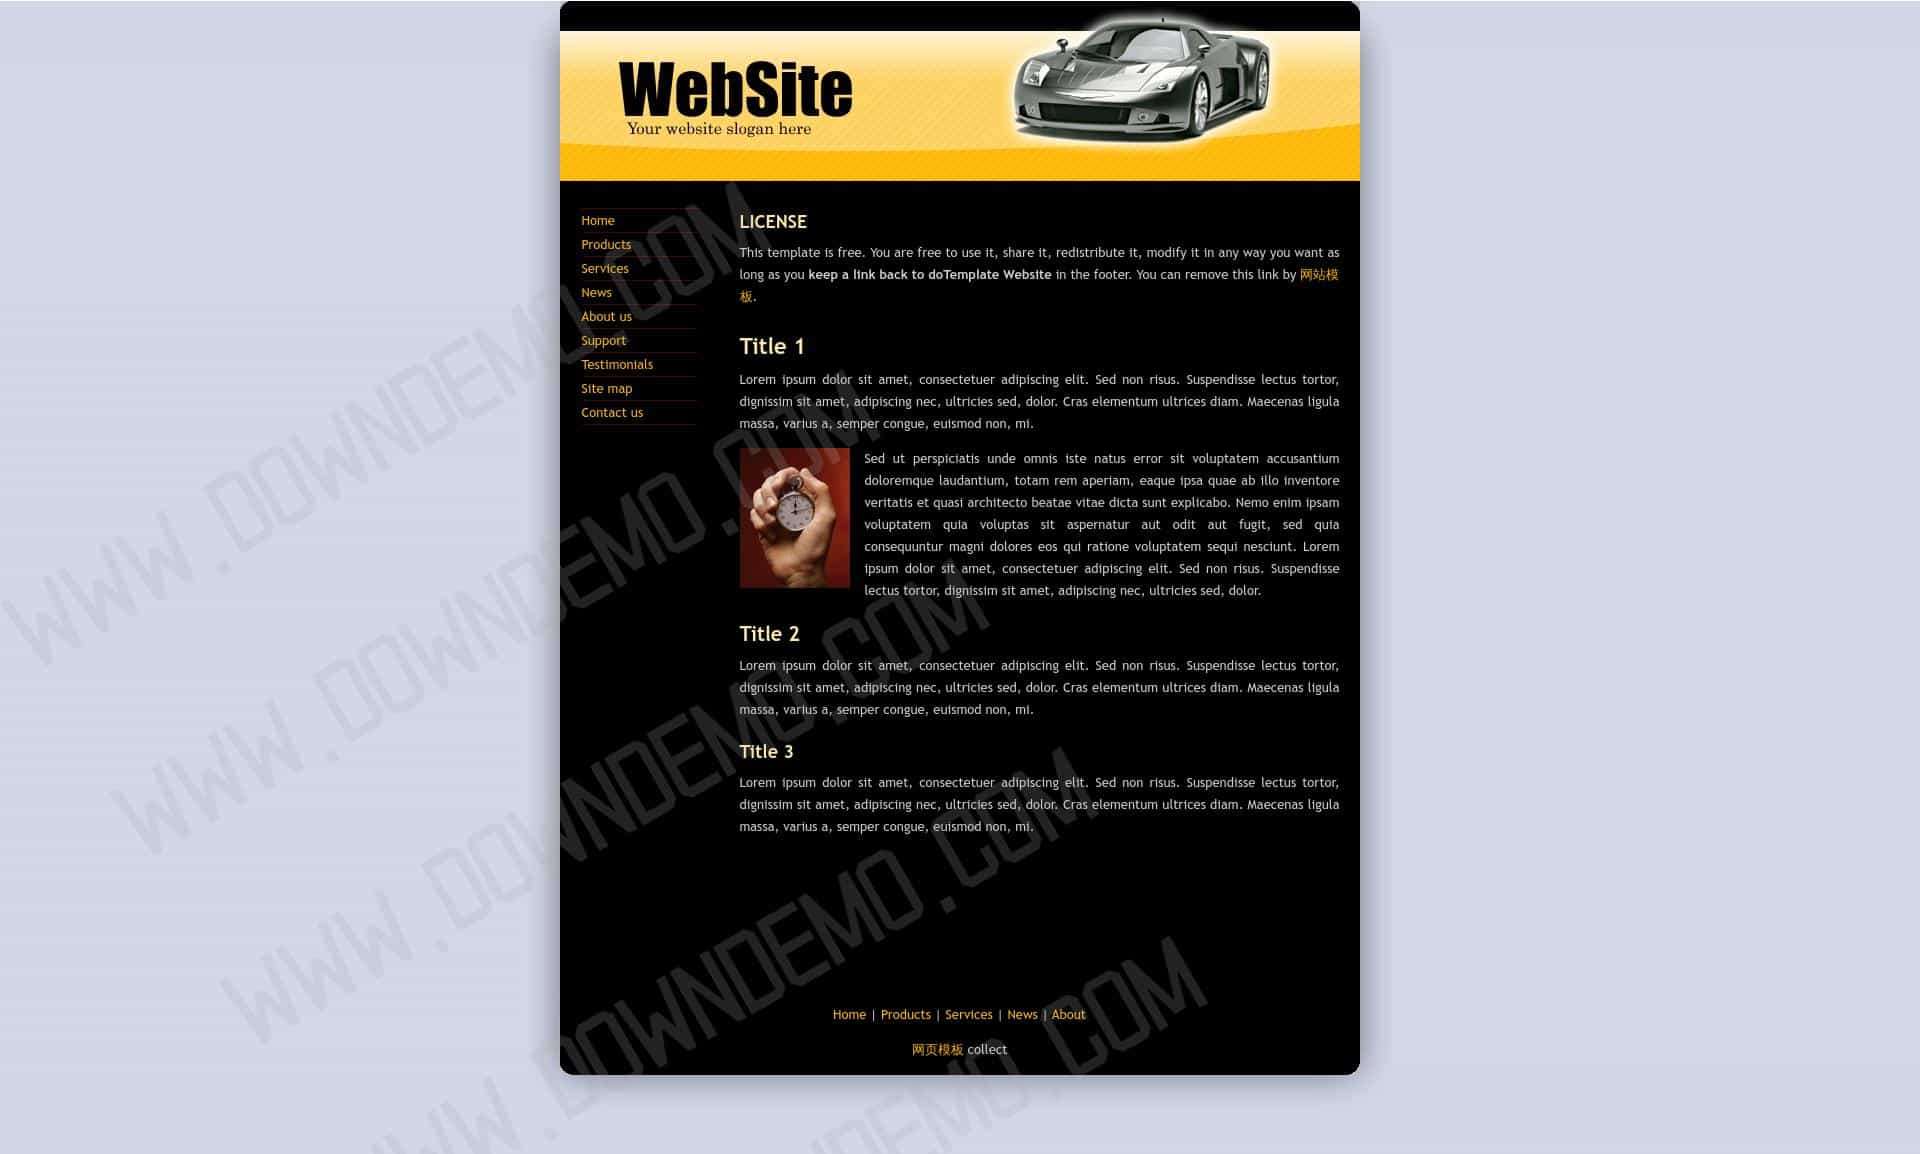 WebSite
Your website slogan here
Home
Products
Services
News
About us
Support
Testimonials
Site map
Contact us
LICENSE
This template is free. You are free to use it, share it, redistribute it, modify it in any way you want as
long as you keep a link back to doTemplate Website in the footer. You can remove this link by 网站模
板.
Title 1
Lorem ipsum dolor sit amet, consectetuer adipiscing elit. Sed non risus. Suspendisse lectus tortor,
dignissim sit amet, adipiscing nec, ultricies sed, dolor. Cras elementum ultrices diam. Maecenas ligula
massa, varius a, semper congue, euismod non, mi.
Sed ut perspiciatis unde omnis iste natus error sit voluptatem accusantium
doloremque laudantium, totam rem aperiam, eaque ipsa quae ab illo inventore
veritatis et quasi architecto beatae vitae dicta sunt explicabo. Nemo enim ipsam
voluptatem quia voluptas sit aspernatur aut odit aut fugit, sed quia
consequuntur magni dolores eos qui ratione voluptatem sequi nesciunt. Lorem
ipsum dolor sit amet, consectetuer adipiscing elit. Sed non risus. Suspendisse
lectus tortor, dignissim sit amet, adipiscing nec, ultricies sed, dolor.
Title 2
Lorem ipsum dolor sit amet, consectetuer adipiscing elit. Sed non risus. Suspendisse lectus tortor,
dignissim sit amet, adipiscing nec, ultricies sed, dolor. Cras elementum ultrices diam. Maecenas ligula
massa, varius a, semper congue, euismod non, mi.
Title 3
Lorem ipsum dolor sit amet, consectetuer adipiscing elit. Sed non risus. Suspendisse lectus tortor,
dignissim sit amet, adipiscing nec, ultricies sed, dolor. Cras elementum ultrices diam. Maecenas ligula
massa, varius a, semper congue, euismod non, mi.
Home | Products | Services | News | About
网页模板 collect
WWW.DOWNDEMO.COM
WWW.DOWNDEMO.COM
WWW.DOWNDEMO.COM
WWW.DOWNDEMO.COM
DOWNDEMO.COM